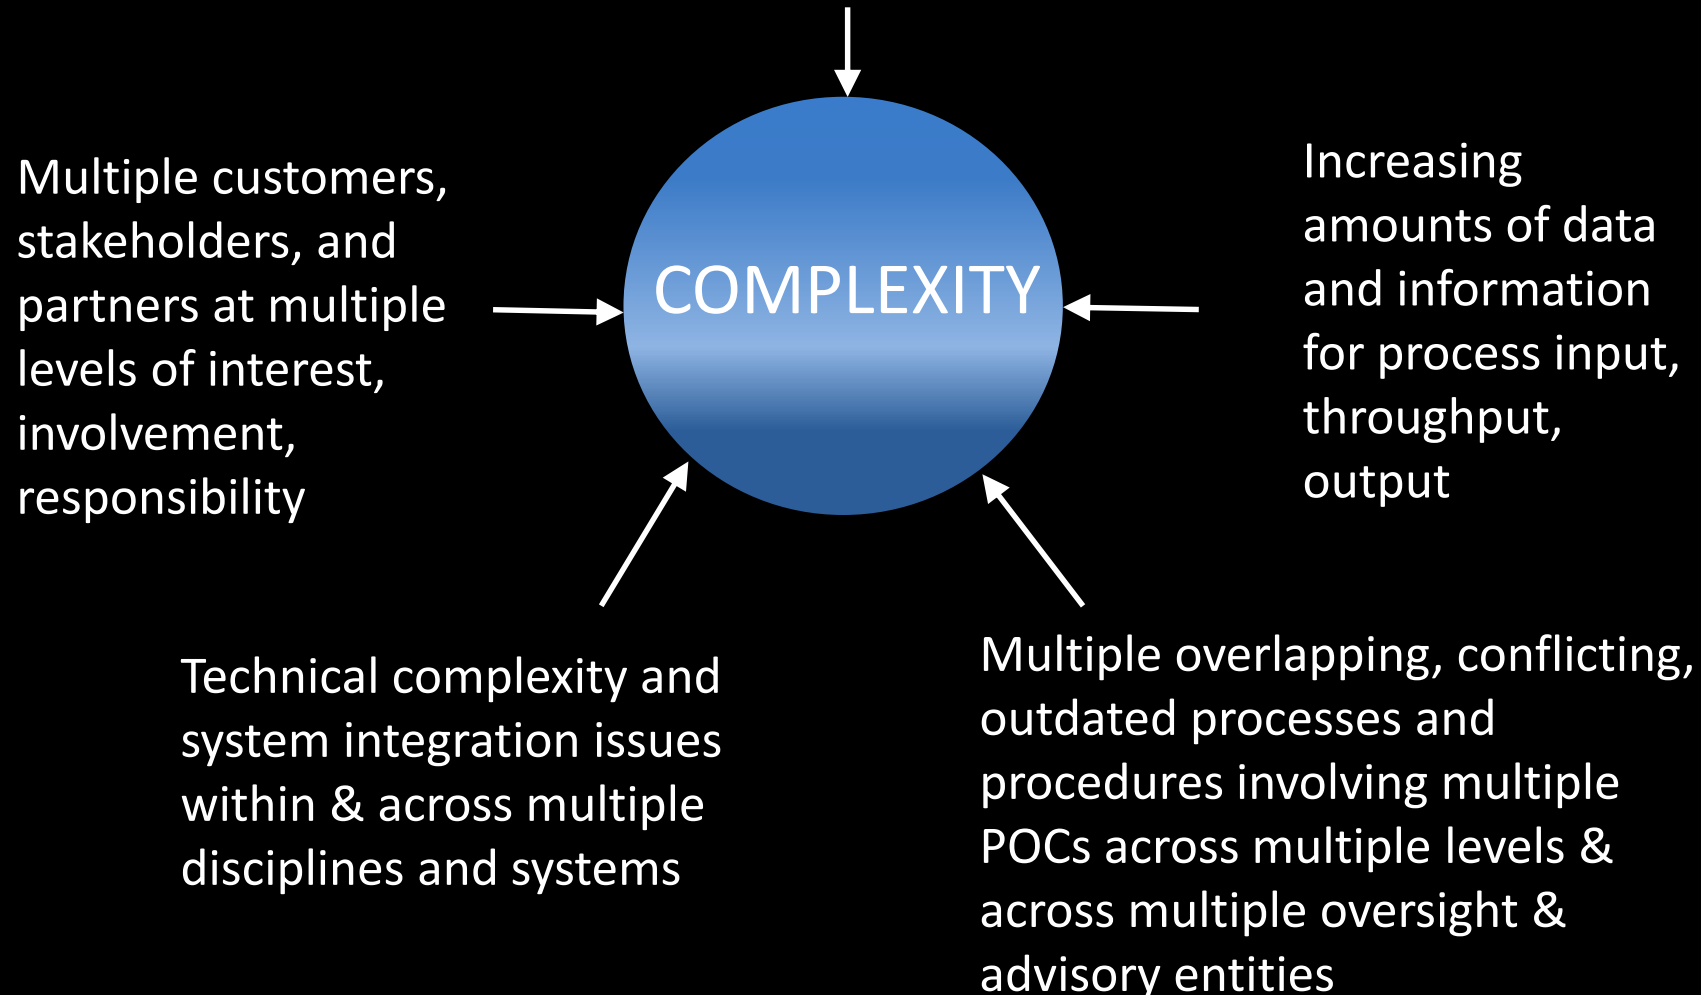 COMPLEXITY
Multiple customers,
stakeholders, and
partners at multiple
levels of interest,
involvement,
responsibility
Increasing
amounts of data
and information
for process input,
throughput,
output
Technical complexity and
system integration issues
within & across multiple
disciplines and systems
Multiple overlapping, conflicting,
outdated processes and
procedures involving multiple
POCs across multiple levels &
across multiple oversight &
advisory entities